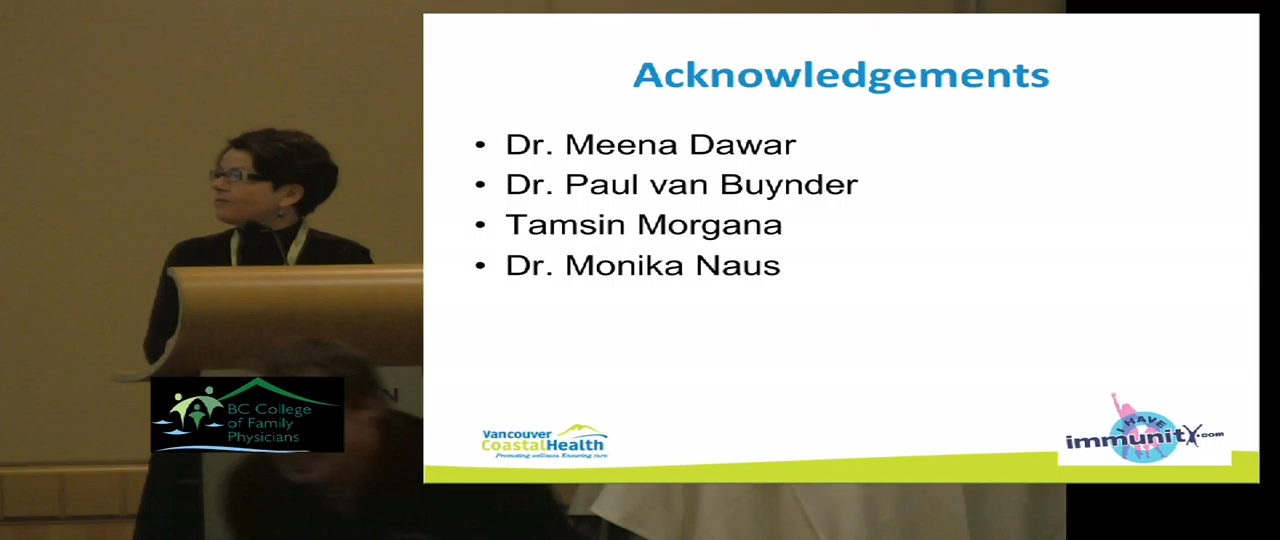 Acknowledgements
• Dr. Meena Dawar
• Dr. Paul van Buynder
• Tamsin Morgana
• Dr. Monika Naus
BC College
of Family
Physicians
Vancouver
CoastalHealth
Promoting wellness. Ensuring care.
I HAVE
immunity.com
N